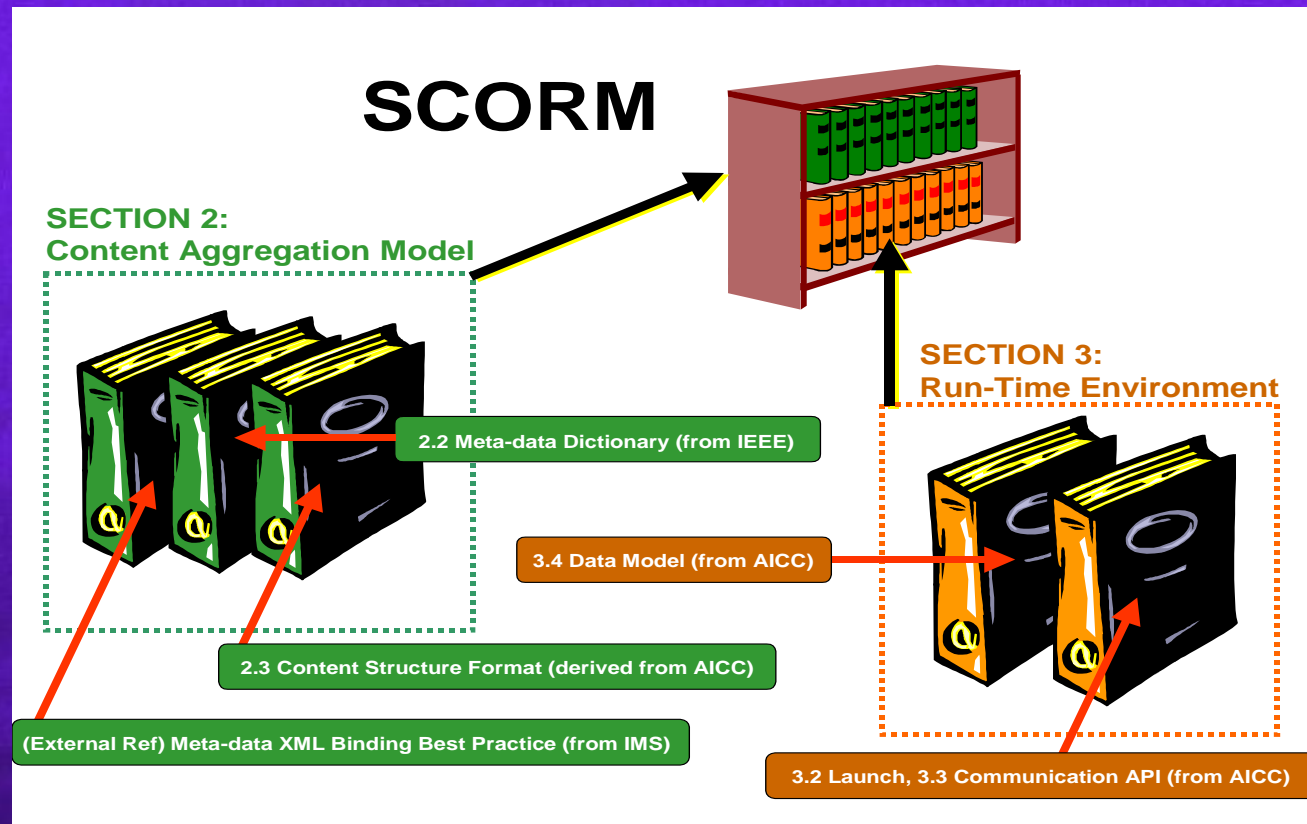 SCORM
SECTION 2:
Content Aggregation Model
SECTION 3:
Run-Time Environment
2.2 Meta-data Dictionary (from IEEE)
3.4 Data Model (from AICC)
2.3 Content Structure Format (derived from AICC)
(External Ref) Meta-data XML Binding Best Practice (from IMS)
3.2 Launch, 3.3 Communication API (from AICC)